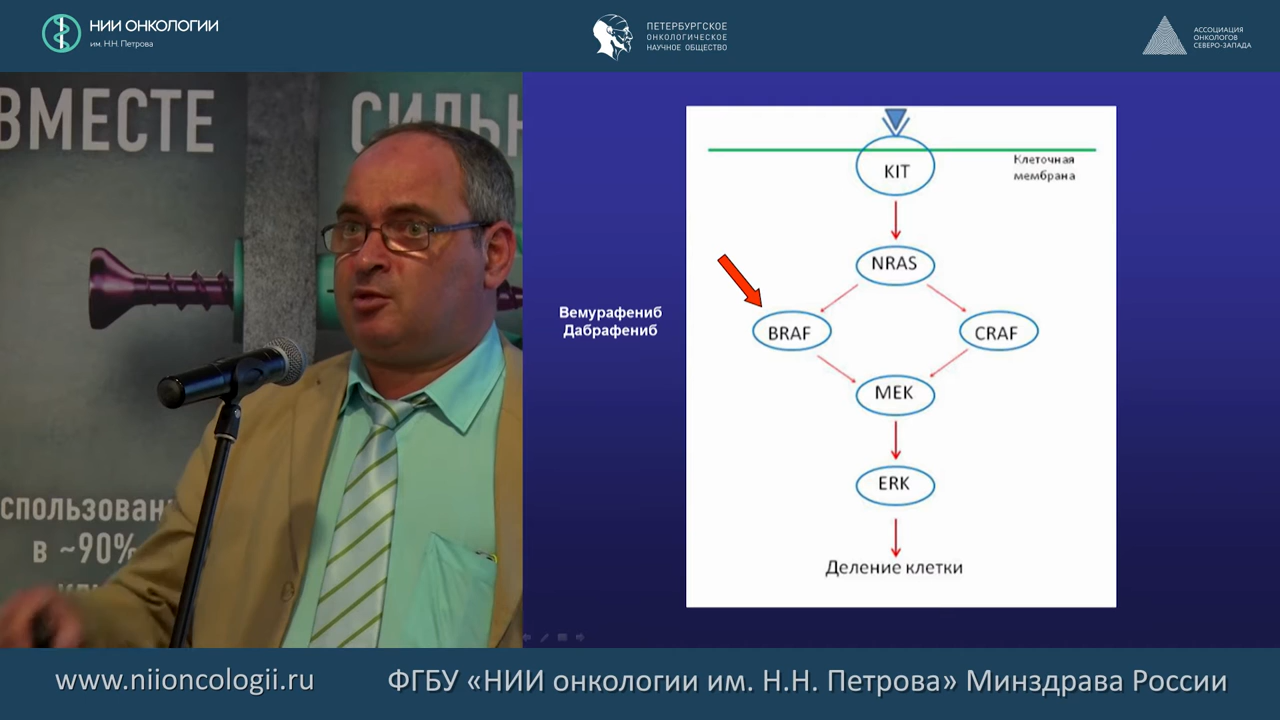 НИИ ОНКОЛОГИИ
им. Н.Н. Петрова
ПЕТЕРБУРГСКОЕ
ОНКОЛОГИЧЕСКОЕ
НАУЧНОЕ ОБЩЕСТВО
АССОЦИАЦИЯ
ОНКОЛОГОВ
СЕВЕРО-ЗАПАДА
ВМЕСТЕ
СИЛЬН
спользован
в ~90%
Вемурафениб
Дабрафениб
KIT
Клеточная
мембрана
NRAS
BRAF
CRAF
MEK
ERK
Деление клетки
www.niioncologii.ru
ФГБУ «НИИ онкологии им. Н.Н. Петрова» Минздрава России